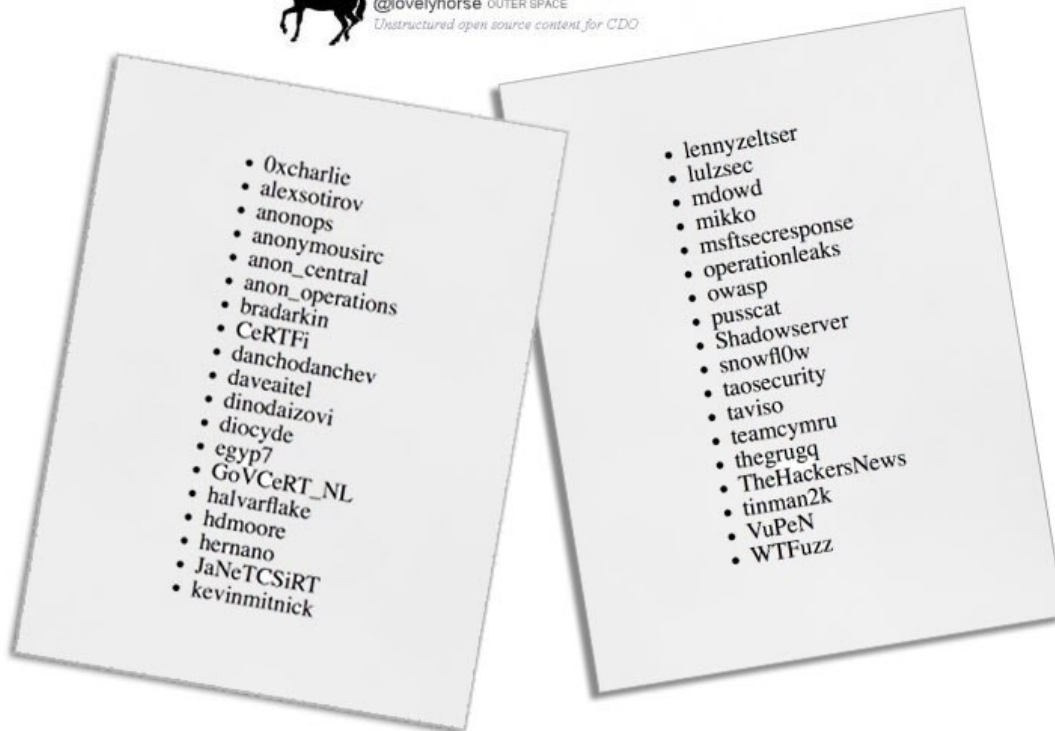 @lovelyhorse OUTER SPACE
Unstructured open source content for CDO
• 0xcharlie
• alexsotirov
• anonops
• anonymousirc
• anon_central
• anon_operations
• bradarkin
• CeRTFi
• danchodanchev
• daveaitel
• dinodaizovi
• diocyde
• egyp7
• GoVCeRT_NL
• halvarflake
• hdmoore
• hernano
• JaNeTCSiRT
• kevinmitnick
• lennyzeltser
• lulzsec
• mdowd
• mikko
• msftsecresponse
• operationleaks
• owasp
• pusscat
• Shadowserver
• snowfl0w
• taosecurity
• taviso
• teamcymru
• thegrugq
• TheHackersNews
• tinman2k
• VuPeN
• WTFuzz